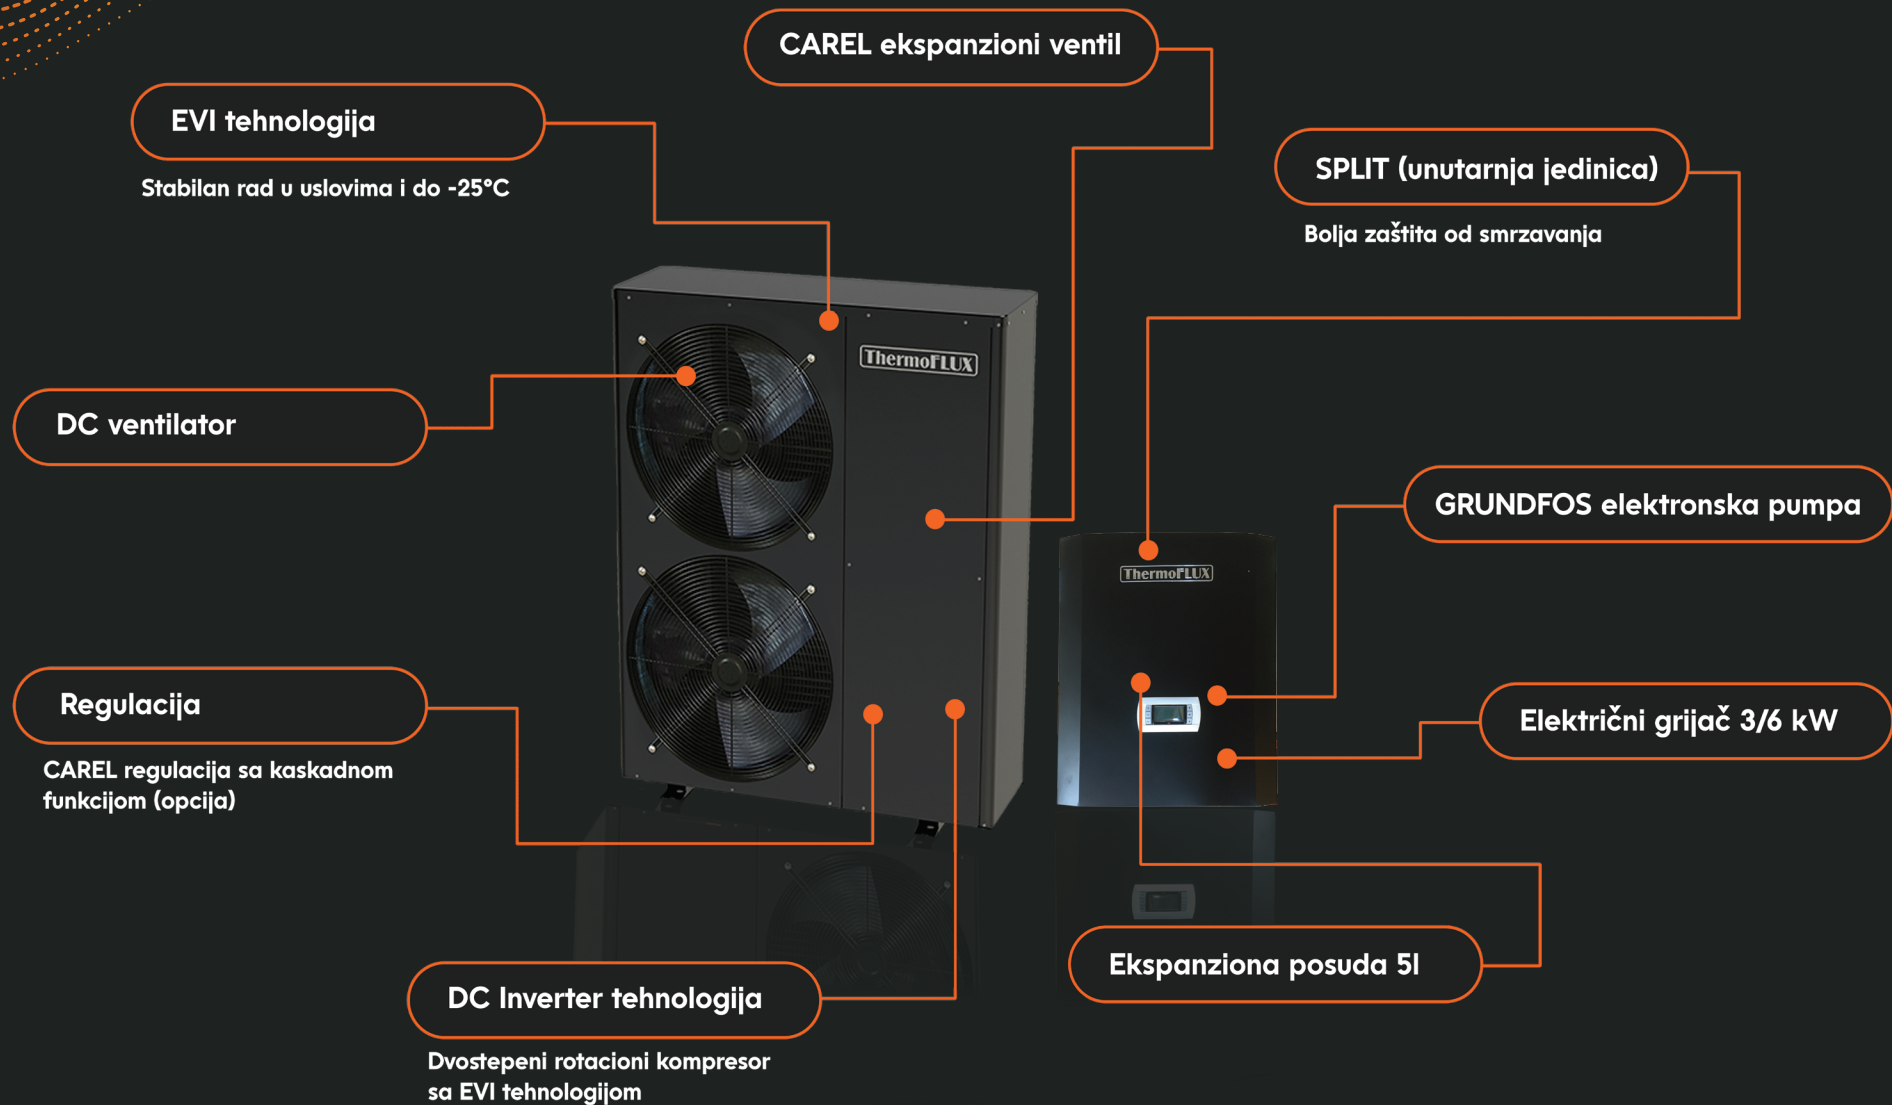 CAREL ekspanzioni ventil
EVI tehnologija
Stabilan rad u uslovima i do -25°C
SPLIT (unutarnja jedinica)
Bolja zaštita od smrzavanja
ThermoFLUX
DC ventilator
GRUNDFOS elektronska pumpa
ThermoFLUX
Regulacija
CAREL regulacija sa kaskadnom
funkcijom (opcija)
Električni grijač 3/6 kW
Ekspanziona posuda 5l
DC Inverter tehnologija
Dvostepeni rotacioni kompresor
sa EVI tehnologijom